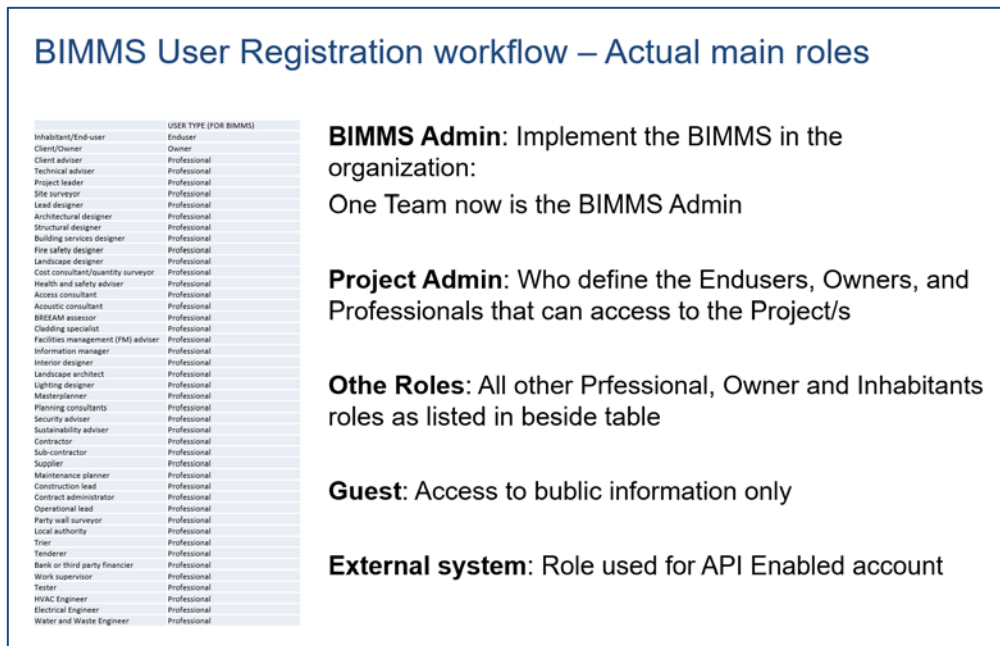 BIMMS User Registration workflow – Actual main roles
USER TYPE (FOR BIMMS)
Inhabitant/End-user Enduser
Client/Owner Owner
Client adviser Professional
Technical adviser Professional
Project leader Professional
Site surveyor Professional
Lead designer Professional
Architectural designer Professional
Structural designer Professional
Building services designer Professional
Fire safety designer Professional
Landscape designer Professional
Cost consultant/quantity surveyor Professional
Health and safety adviser Professional
Access consultant Professional
Acoustic consultant Professional
BREEAM assessor Professional
Cladding specialist Professional
Facilities management (FM) adviser Professional
Information manager Professional
Interior designer Professional
Landscape architect Professional
Lighting designer Professional
Masterplanner Professional
Planning consultants Professional
Security adviser Professional
Sustainability adviser Professional
Contractor Professional
Sub-contractor Professional
Supplier Professional
Maintenance planner Professional
Construction lead Professional
Contract administrator Professional
Operational lead Professional
Party wall surveyor Professional
Local authority Professional
Trier Professional
Tenderer Professional
Bank or third party financier Professional
Work supervisor Professional
Tester Professional
HVAC Engineer Professional
Electrical Engineer Professional
Water and Waste Engineer Professional
BIMMS Admin: Implement the BIMMS in the
organization:
One Team now is the BIMMS Admin
Project Admin: Who define the Endusers, Owners, and
Professionals that can access to the Project/s
Othe Roles: All other Prfessional, Owner and Inhabitants
roles as listed in beside table
Guest: Access to bublic information only
External system: Role used for API Enabled account